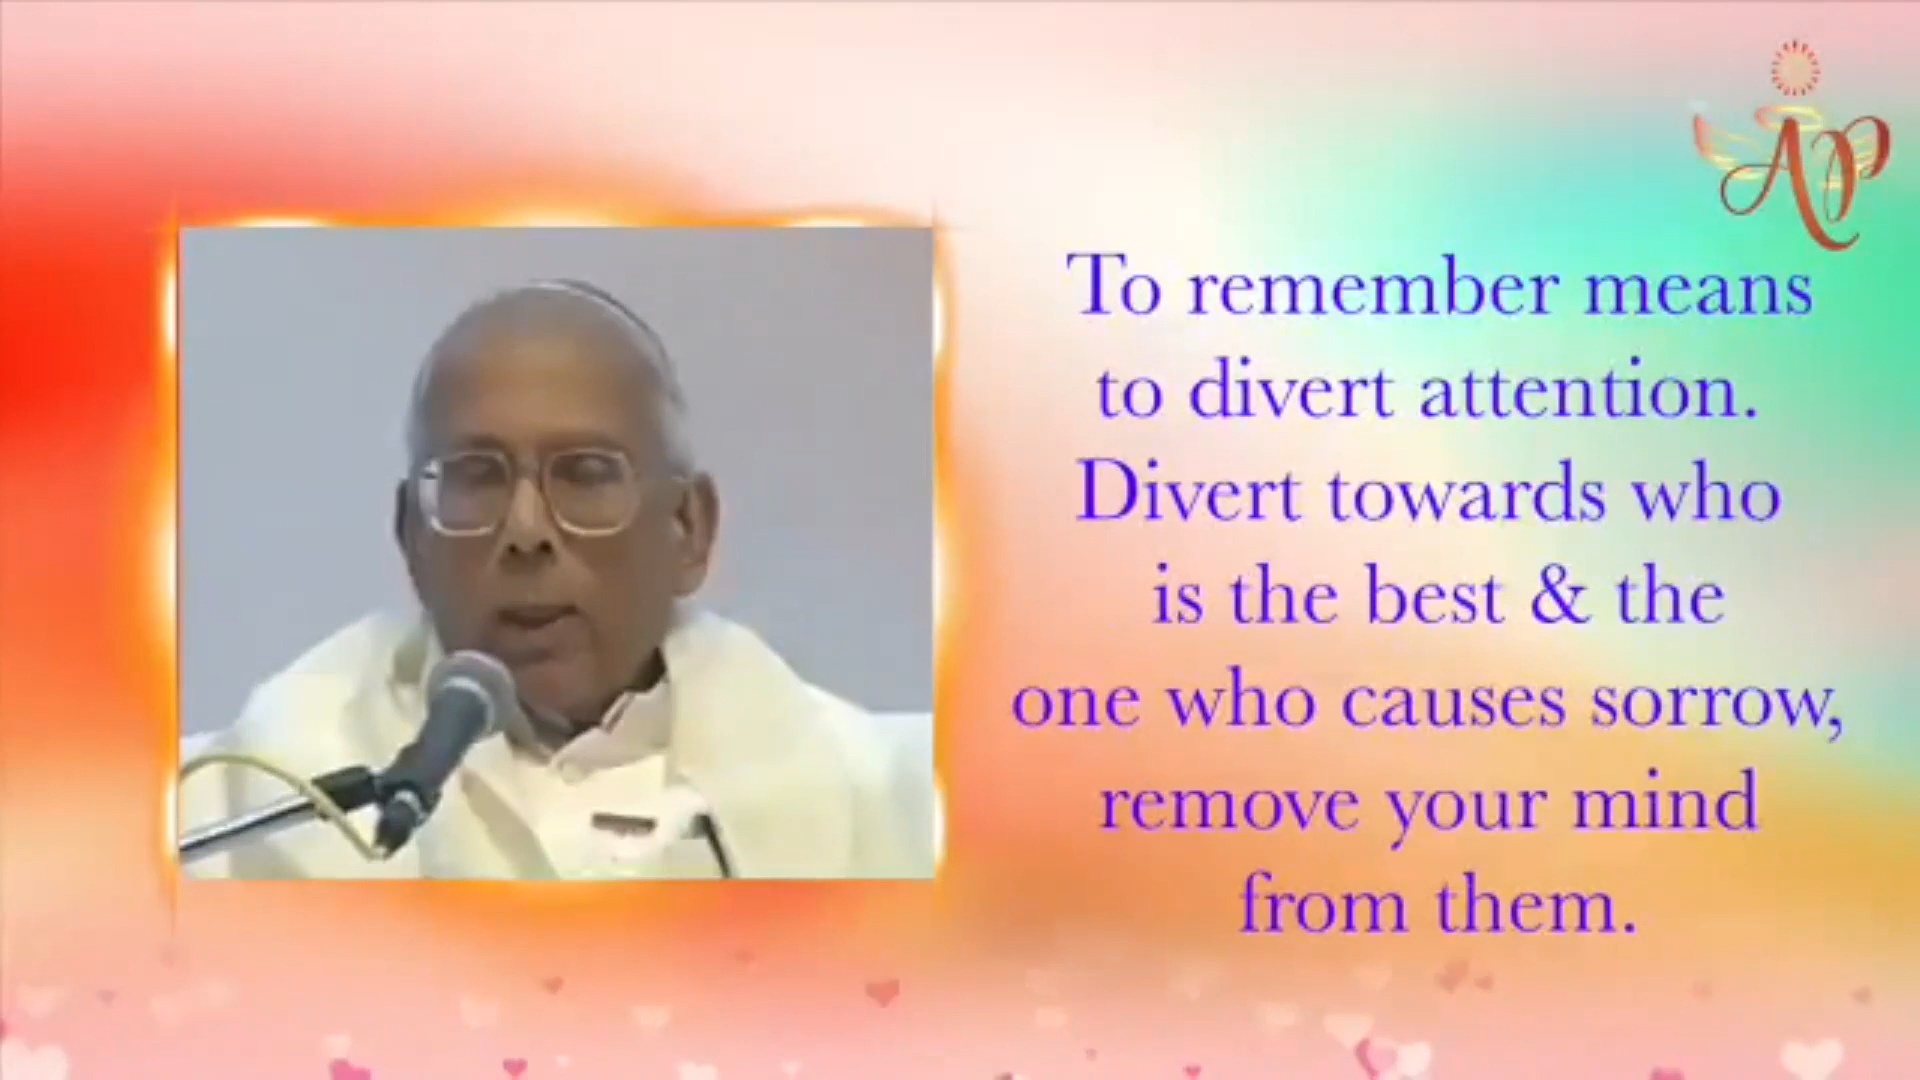 AP
To remember means
to divert attention.
Divert towards who
is the best & the
one who causes sorrow,
remove your mind
from them.